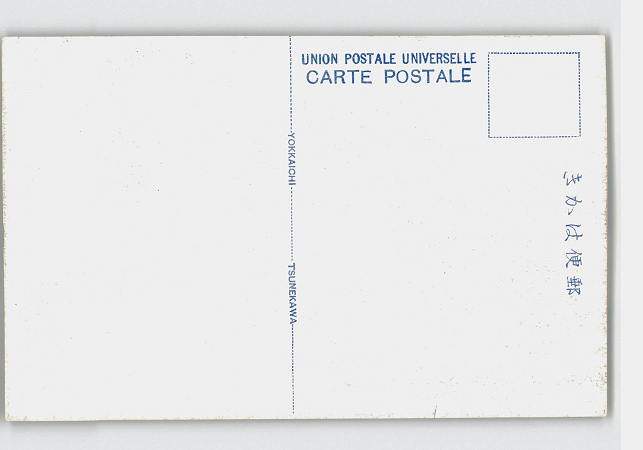 UNION POSTALE UNIVERSELLE
CARTE POSTALE
YOKKAICHI
TSUNEKAWA
郵便はかき